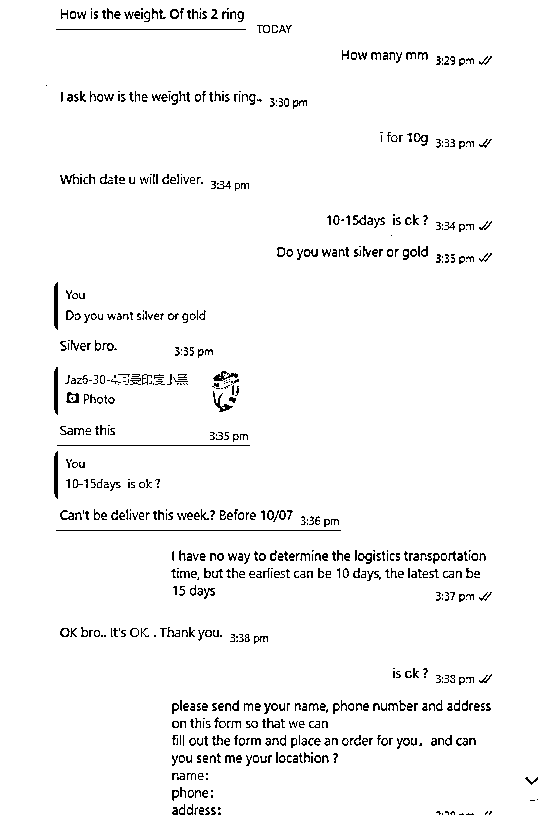 How is the weight. Of this 2 ring
TODAY
How many mm 3:29 pm
I ask how is the weight of this ring.. 3:30 pm
i for 10g 3:33 pm
Which date u will deliver. 3:34 pm
10-15days is ok ? 3:34 pm
Do you want silver or gold 3:35 pm
You
Do you want silver or gold
Silver bro. 3:35 pm
Jaz6-30-4可曼印度小黑
Photo
Same this 3:35 pm
You
10-15days is ok ?
Can't be deliver this week.? Before 10/07 3:36 pm
I have no way to determine the logistics transportation
time, but the earliest can be 10 days, the latest can be
15 days 3:37 pm
OK bro.. It's OK. . Thank you. 3:38 pm
is ok ? 3:38 pm
please send me your name, phone number and address
on this form so that we can
fill out the form and place an order for you，and can
you sent me your locathion ?
name:
phone:
address: